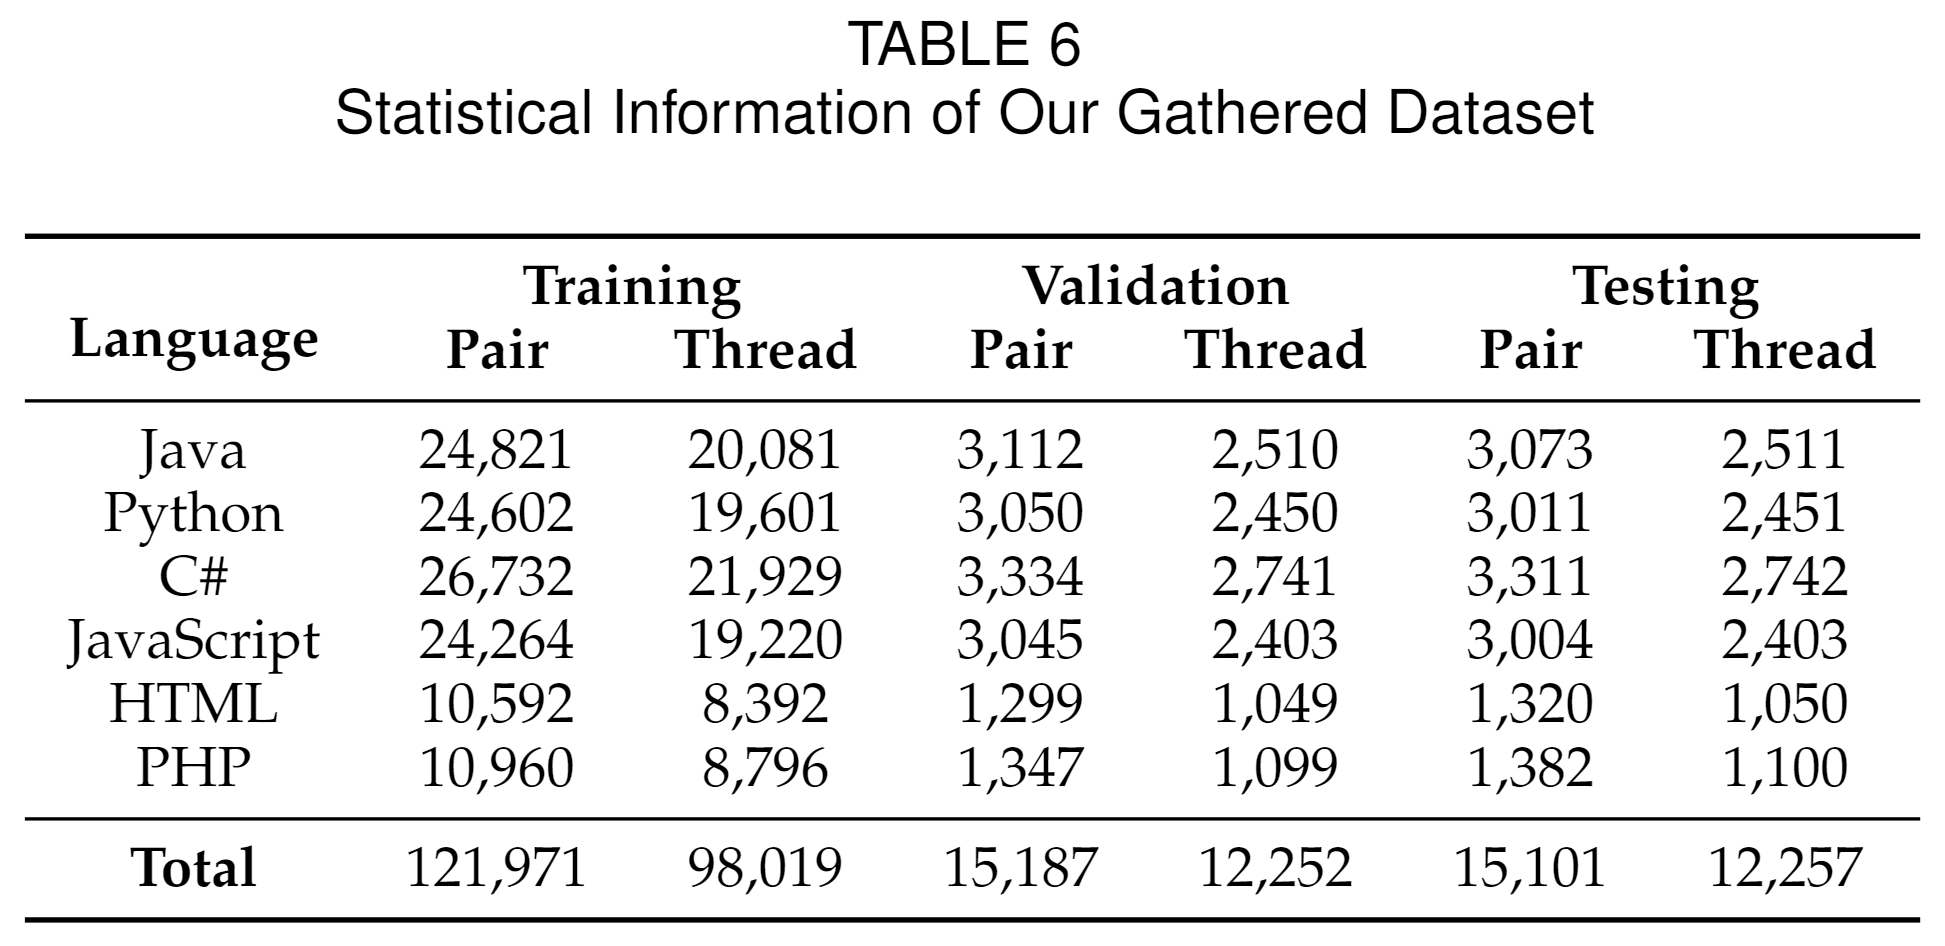 TABLE 6
Statistical Information of Our Gathered Dataset
Language Training Validation Testing
Pair Thread Pair Thread Pair Thread
Java 24,821 20,081 3,112 2,510 3,073 2,511
Python 24,602 19,601 3,050 2,450 3,011 2,451
C# 26,732 21,929 3,334 2,741 3,311 2,742
JavaScript 24,264 19,220 3,045 2,403 3,004 2,403
HTML 10,592 8,392 1,299 1,049 1,320 1,050
PHP 10,960 8,796 1,347 1,099 1,382 1,100
Total 121,971 98,019 15,187 12,252 15,101 12,257